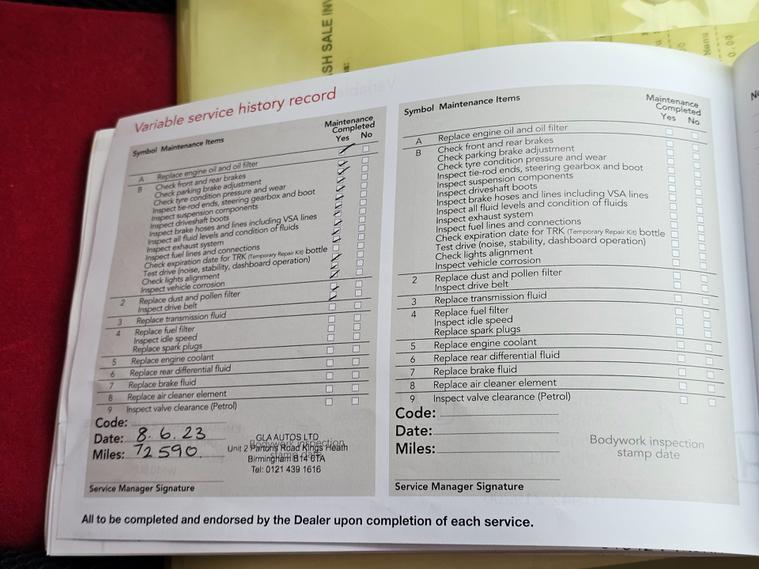 SH SALE INV
Variable service history record
Symbol Maintenance Items
Maintenance
Completed
Yes No
A Replace engine oil and oil filter
B Check front and rear brakes
Check parking brake adjustment
Check tyre condition pressure and wear
Inspect tie-rod ends, steering gearbox and boot
Inspect suspension components
Inspect driveshaft boots
Inspect brake hoses and lines including VSA lines
Inspect all fluid levels and condition of fluids
Inspect exhaust system
Inspect fuel lines and connections
Check expiration date for TRK (Temporary Repair Kit) bottle
Test drive (noise, stability, dashboard operation)
Check lights alignment
Inspect vehicle corrosion
2 Replace dust and pollen filter
Inspect drive belt
3 Replace transmission fluid
4 Replace fuel filter
Inspect idle speed
Replace spark plugs
5 Replace engine coolant
6 Replace rear differential fluid
7 Replace brake fluid
8 Replace air cleaner element
9 Inspect valve clearance (Petrol)
Code:
Date: 8.6.23
Miles: 72590
GLA AUTOS LTD
Bodywork inspection
Unit 2 Partons Road Kings Heath
stamp date
Birmingham B14 6TA
Tel: 0121 439 1616
Service Manager Signature
Symbol Maintenance Items
Maintenance
Completed
Yes No
A Replace engine oil and oil filter
B Check front and rear brakes
Check parking brake adjustment
Check tyre condition pressure and wear
Inspect tie-rod ends, steering gearbox and boot
Inspect suspension components
Inspect driveshaft boots
Inspect brake hoses and lines including VSA lines
Inspect all fluid levels and condition of fluids
Inspect exhaust system
Inspect fuel lines and connections
Check expiration date for TRK (Temporary Repair Kit) bottle
Test drive (noise, stability, dashboard operation)
Check lights alignment
Inspect vehicle corrosion
2 Replace dust and pollen filter
Inspect drive belt
3 Replace transmission fluid
4 Replace fuel filter
Inspect idle speed
Replace spark plugs
5 Replace engine coolant
6 Replace rear differential fluid
7 Replace brake fluid
8 Replace air cleaner element
9 Inspect valve clearance (Petrol)
Code:
Date:
Miles:
Bodywork inspection
stamp date
Service Manager Signature
All to be completed and endorsed by the Dealer upon completion of each service.